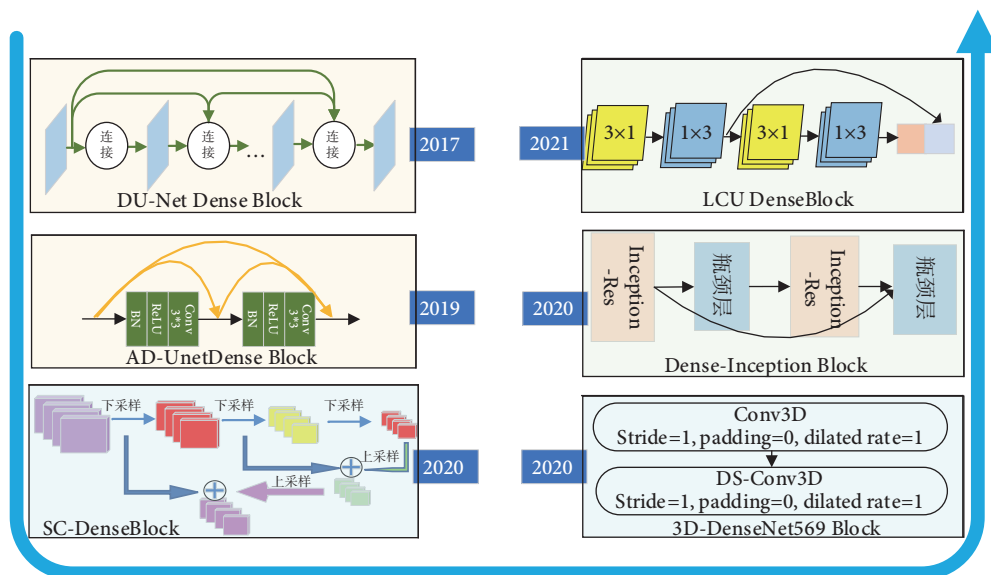 连接
连接
...
连接
DU-Net Dense Block
2017
BN
ReLU
Conv 3*3
BN
ReLU
Conv 3*3
AD-UnetDense Block
2019
下采样
下采样
下采样
上采样
上采样
SC-DenseBlock
2020
2020
Conv3D
Stride=1, padding=0, dilated rate=1
DS-Conv3D
Stride=1, padding=0, dilated rate=1
3D-DenseNet569 Block
2020
Inception
-Res
瓶颈层
Inception
-Res
瓶颈层
Dense-Inception Block
2021
3×1
1×3
3×1
1×3
LCU DenseBlock